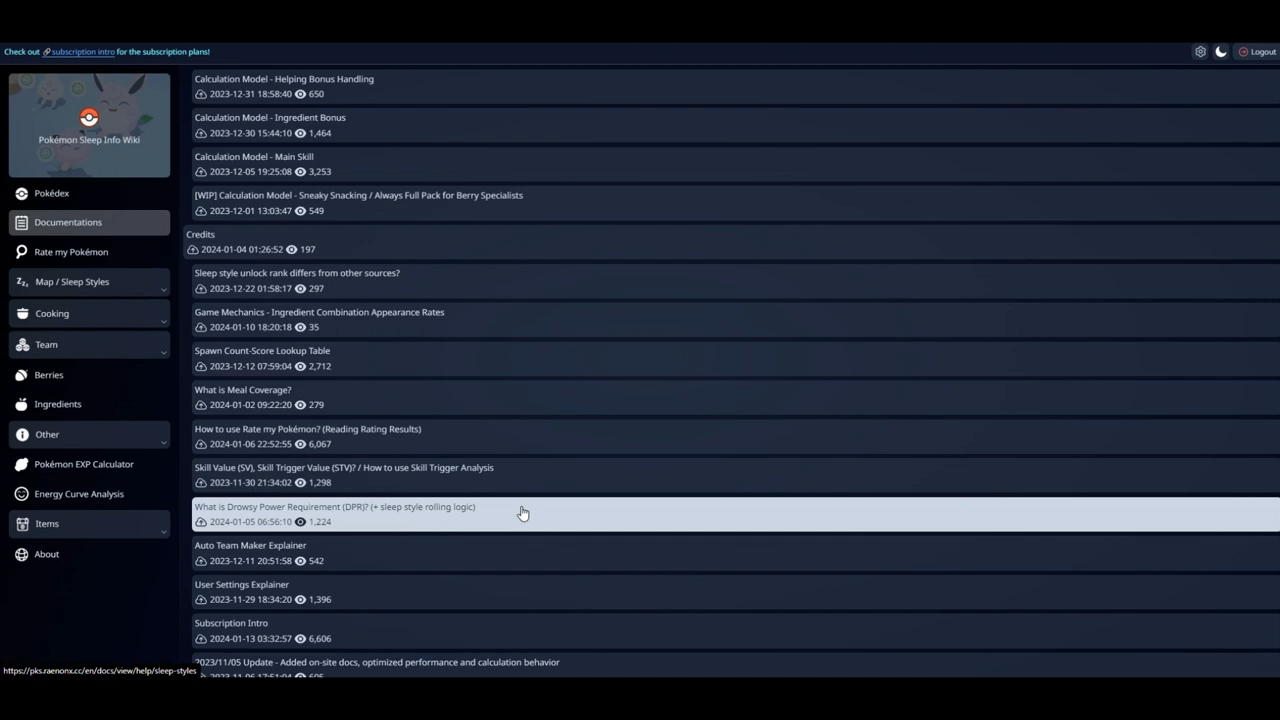 Check out 🔗subscription intro for the subscription plans!
Logout
Pokémon Sleep Info Wiki
Pokédex
Documentations
Rate my Pokémon
Map / Sleep Styles
Cooking
Team
Berries
Ingredients
Other
Pokémon EXP Calculator
Energy Curve Analysis
Items
About
Calculation Model - Helping Bonus Handling
2023-12-31 18:58:40 650
Calculation Model - Ingredient Bonus
2023-12-30 15:44:10 1,464
Calculation Model - Main Skill
2023-12-05 19:25:08 3,253
[WIP] Calculation Model - Sneaky Snacking / Always Full Pack for Berry Specialists
2023-12-01 13:03:47 549
Credits
2024-01-04 01:26:52 197
Sleep style unlock rank differs from other sources?
2023-12-22 01:58:17 297
Game Mechanics - Ingredient Combination Appearance Rates
2024-01-10 18:20:18 35
Spawn Count-Score Lookup Table
2023-12-12 07:59:04 2,712
What is Meal Coverage?
2024-01-02 09:22:20 279
How to use Rate my Pokémon? (Reading Rating Results)
2024-01-06 22:52:55 6,067
Skill Value (SV), Skill Trigger Value (STV)? / How to use Skill Trigger Analysis
2023-11-30 21:34:02 1,298
What is Drowsy Power Requirement (DPR)? (+ sleep style rolling logic)
2024-01-05 06:56:10 1,224
Auto Team Maker Explainer
2023-12-11 20:51:58 542
User Settings Explainer
2023-11-29 18:34:20 1,396
Subscription Intro
2024-01-13 03:32:57 6,606
2023/11/05 Update - Added on-site docs, optimized performance and calculation behavior
2023-11-06 17:51:04 605
https://pks.raenonx.cc/en/docs/view/help/sleep-styles